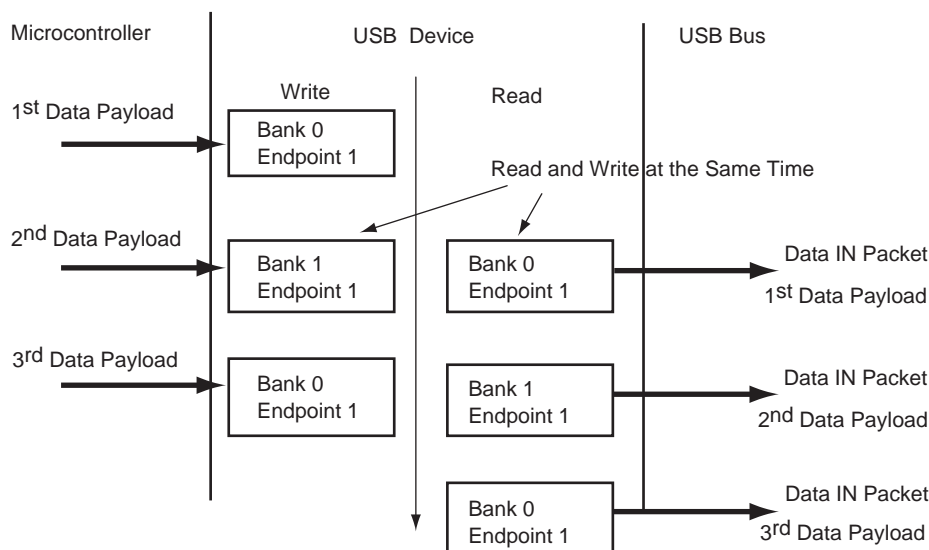 Microcontroller
USB Device
USB Bus
Write
Read
1st Data Payload
Bank 0
Endpoint 1
Read and Write at the Same Time
2nd Data Payload
Bank 1
Endpoint 1
Bank 0
Endpoint 1
Data IN Packet
1st Data Payload
3rd Data Payload
Bank 0
Endpoint 1
Bank 1
Endpoint 1
Data IN Packet
2nd Data Payload
Bank 0
Endpoint 1
Data IN Packet
3rd Data Payload